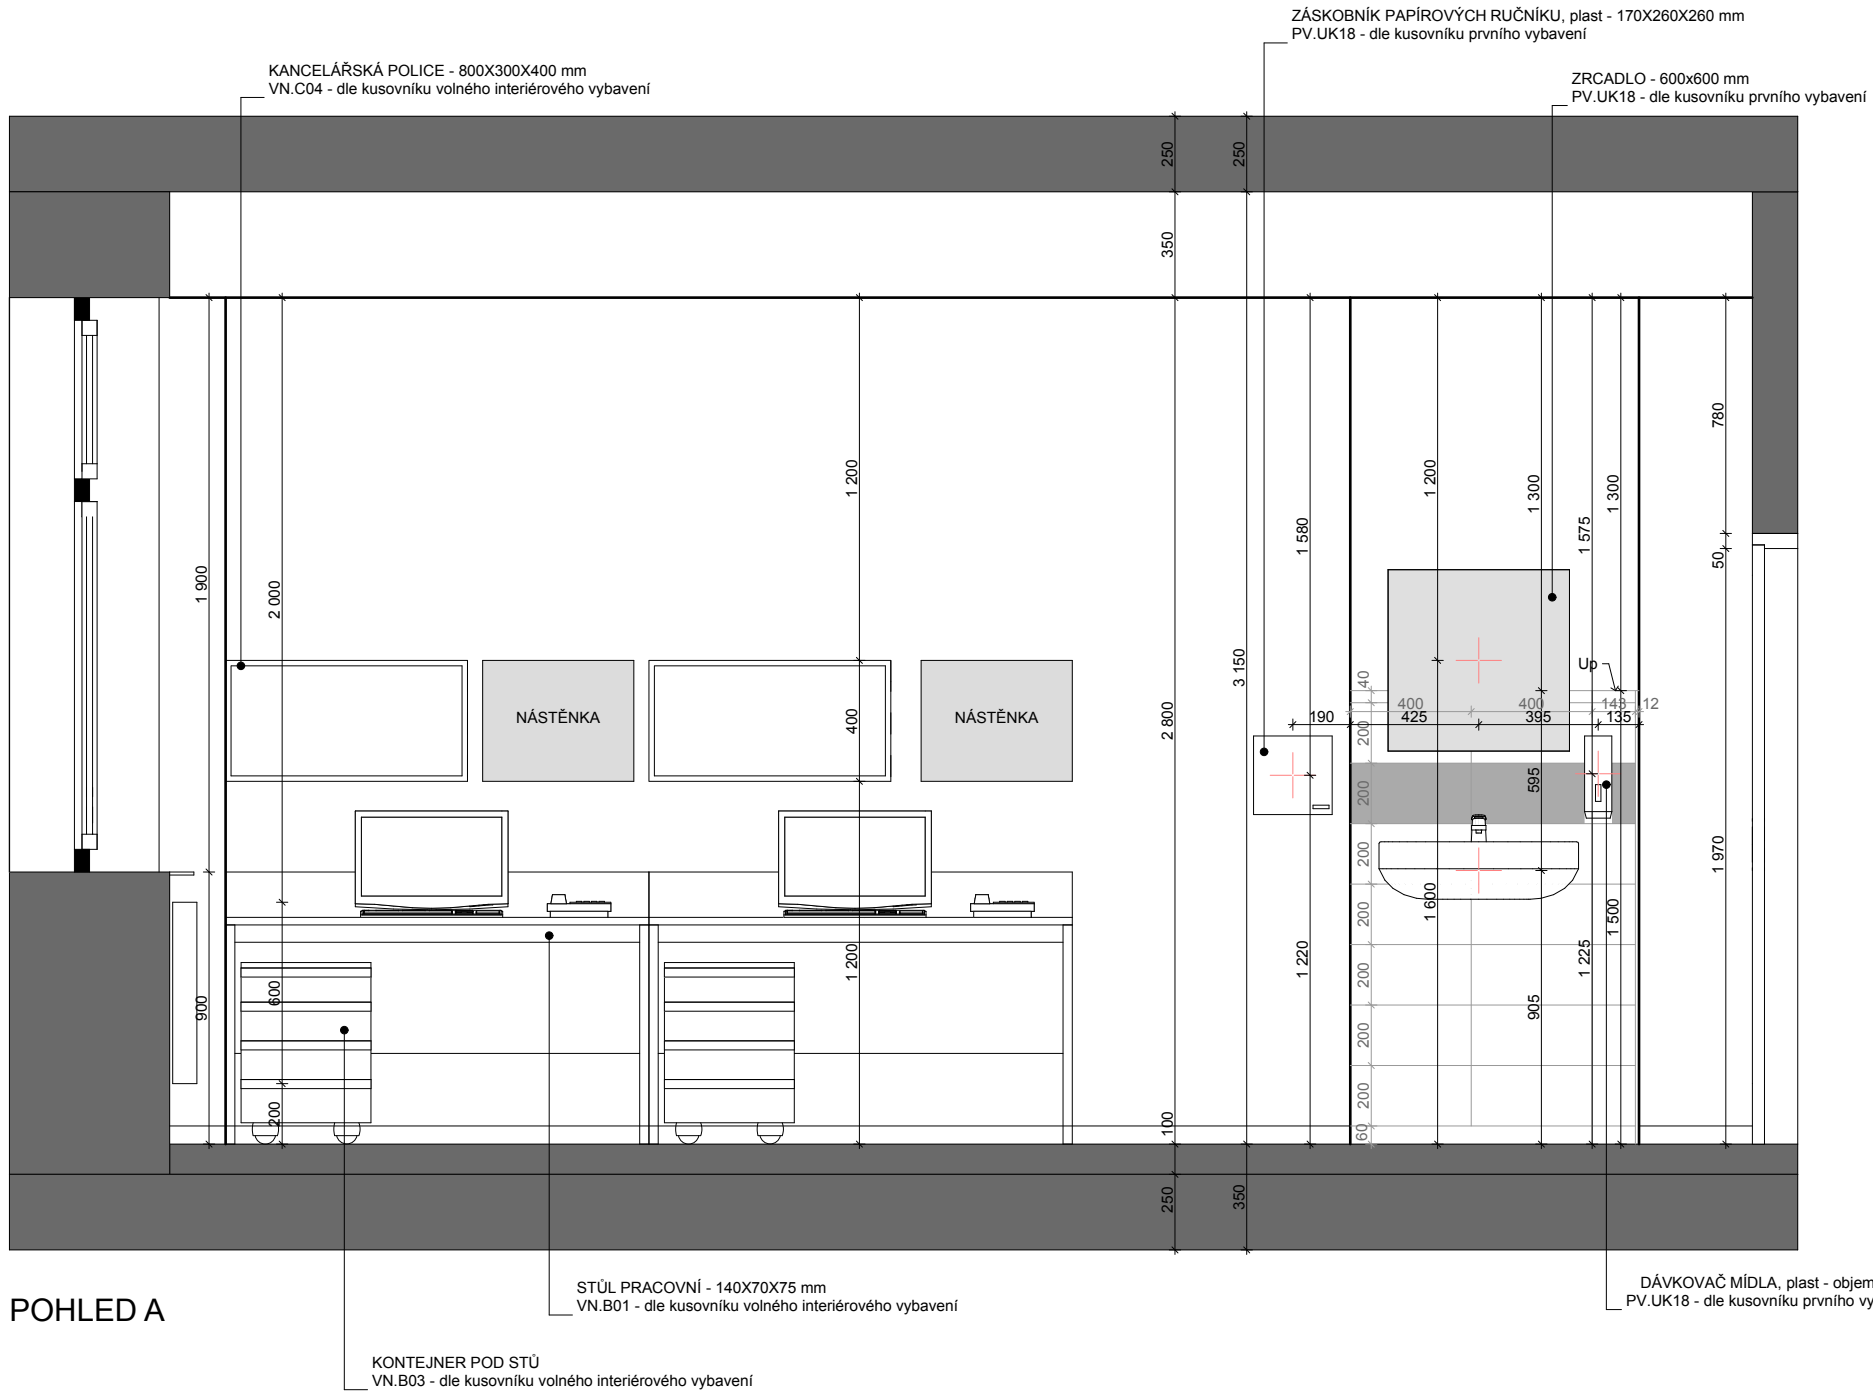 ZÁSKOBNÍK PAPÍROVÝCH RUČNÍKU, plast - 170X260X260 mm
PV.UK18 - dle kusovníku prvního vybavení
KANCELÁŘSKÁ POLICE - 800X300X400 mm
VN.C04 - dle kusovníku volného interiérového vybavení
ZRCADLO - 600x600 mm
PV.UK18 - dle kusovníku prvního vybavení
250
250
350
780
1 200
1 200
1 300
1 300
1 580
1 575
50
1 900
2 000
3 150
Up
40
400
400
143
12
NÁSTĚNKA
400
NÁSTĚNKA
2 800
190
425
395
135
200
595
200
200
1 970
1 600
200
1 500
1 200
1 220
1 225
200
900
600
905
200
200
100
200
60
250
350
POHLED A
STŮL PRACOVNÍ - 140X70X75 mm
VN.B01 - dle kusovníku volného interiérového vybavení
DÁVKOVAČ MÍDLA, plast - objem
PV.UK18 - dle kusovníku prvního vy
KONTEJNER POD STŮ
VN.B03 - dle kusovníku volného interiérového vybavení